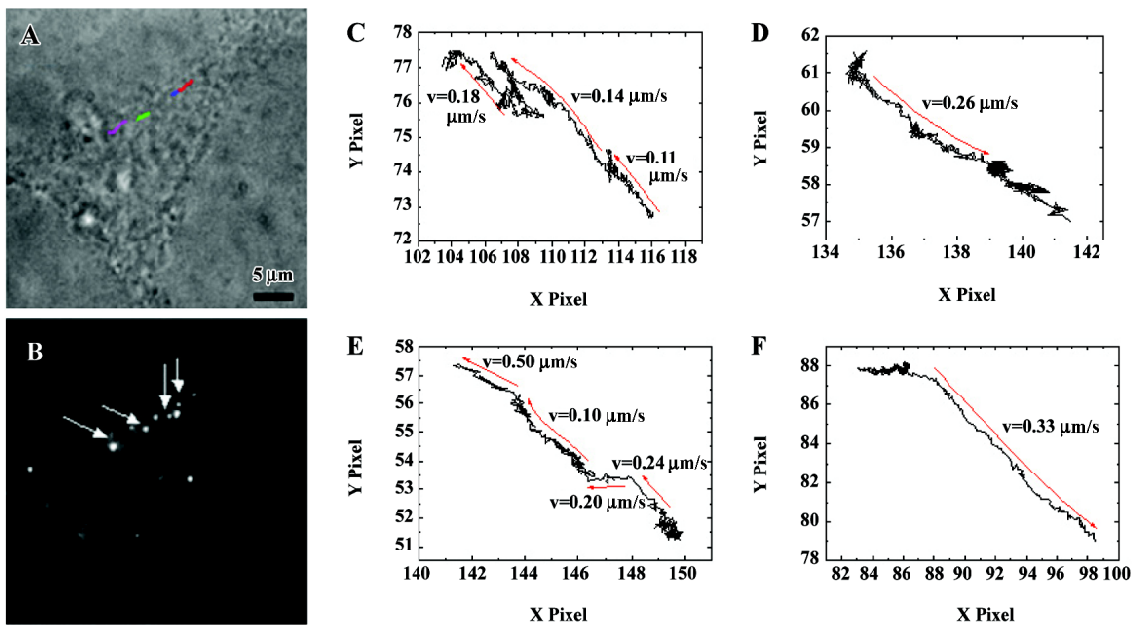 A
5 μm
B
C
78
77
76
75
74
73
72
102 104 106 108 110 112 114 116 118
Y Pixel
X Pixel
v=0.18
μm/s
v=0.14 μm/s
v=0.11
μm/s
D
62
61
60
59
58
57
134 136 138 140 142
Y Pixel
X Pixel
v=0.26 μm/s
E
58
57
56
55
54
53
52
51
140 142 144 146 148 150
Y Pixel
X Pixel
v=0.50 μm/s
v=0.10 μm/s
v=0.24 μm/s
v=0.20 μm/s
F
88
86
84
82
80
78
82 84 86 88 90 92 94 96 98 100
Y Pixel
X Pixel
v=0.33 μm/s